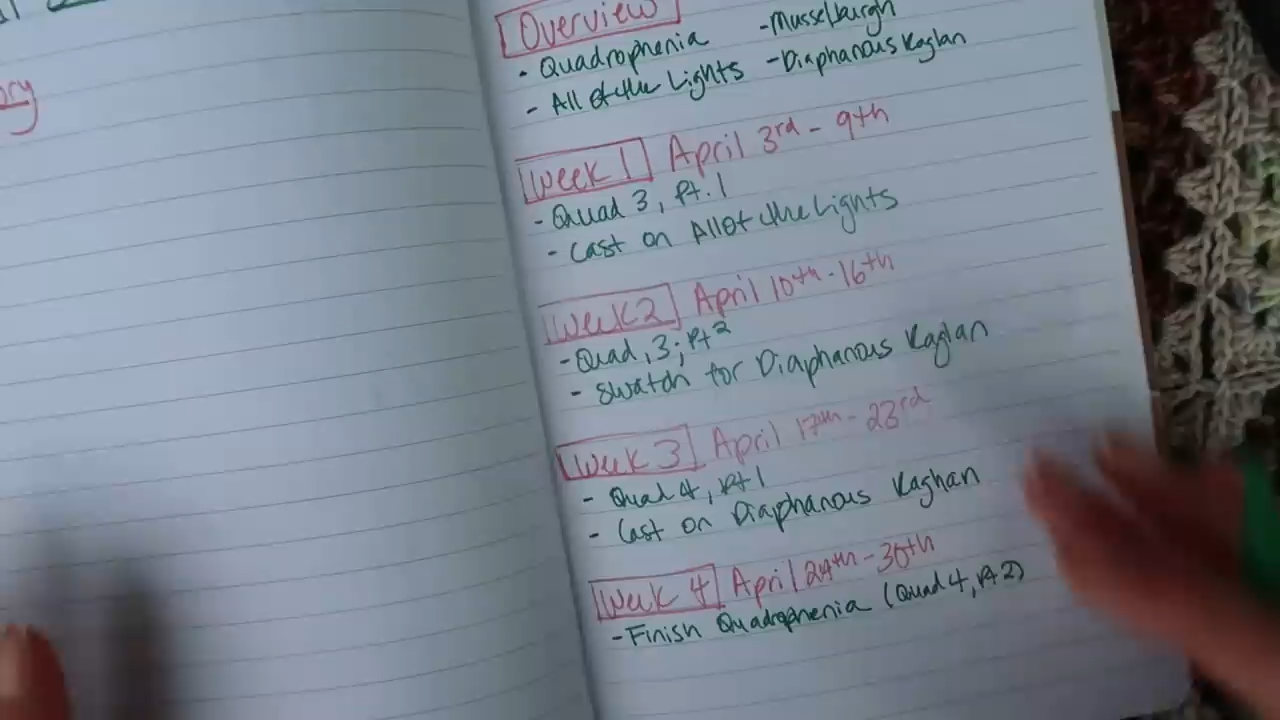 ory
Overview
- Quadrophenia - Musselburgh
- All of the Lights - Diaphanous Raglan
Week 1 April 3rd - 9th
- Quad 3, Pt. 1
- Cast on All of the Lights
Week 2 April 10th - 16th
- Quad, 3; Pt 2
- Swatch for Diaphanous Raglan
Week 3 April 17th - 23rd
- Quad 4, Pt 1
- Cast on Diaphanous Raghan
Week 4 April 24th - 30th
- Finish Quadrophenia (Quad 4, Pt 2)